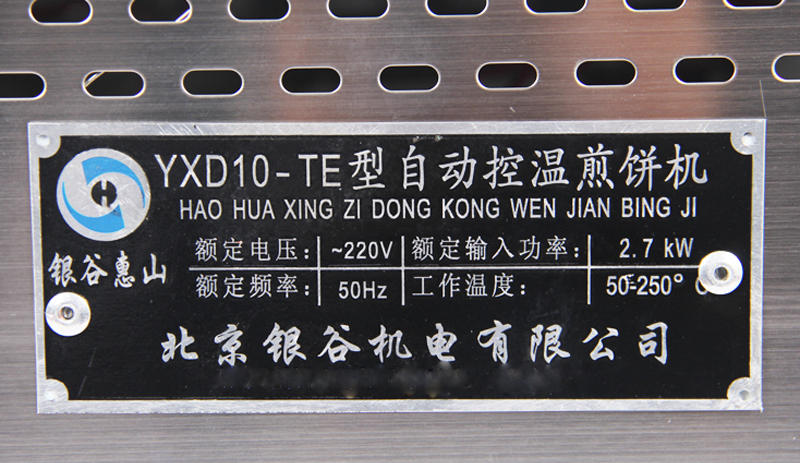 YXD10-TE型自动控温煎饼机
HAO HUA XING ZI DONG KONG WEN JIAN BING JI
银谷惠山
额定电压: ~220V 额定输入功率: 2.7 kW
额定频率: 50Hz 工作温度: 50-250° C
北京银谷机电有限公司